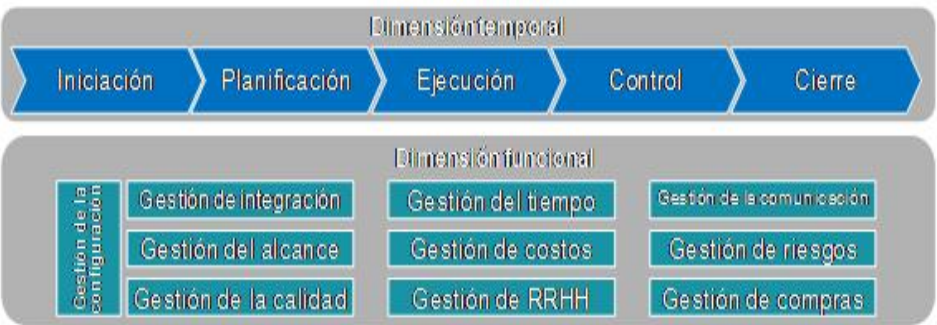 Dimensión temporal
Iniciación
Planificación
Ejecución
Control
Cierre
Dimensión funcional
Gestión de la
configuración
Gestión de integración
Gestión del tiempo
Gestión de la comunicación
Gestión del alcance
Gestión de costos
Gestión de riesgos
Gestión de la calidad
Gestión de RRHH
Gestión de compras